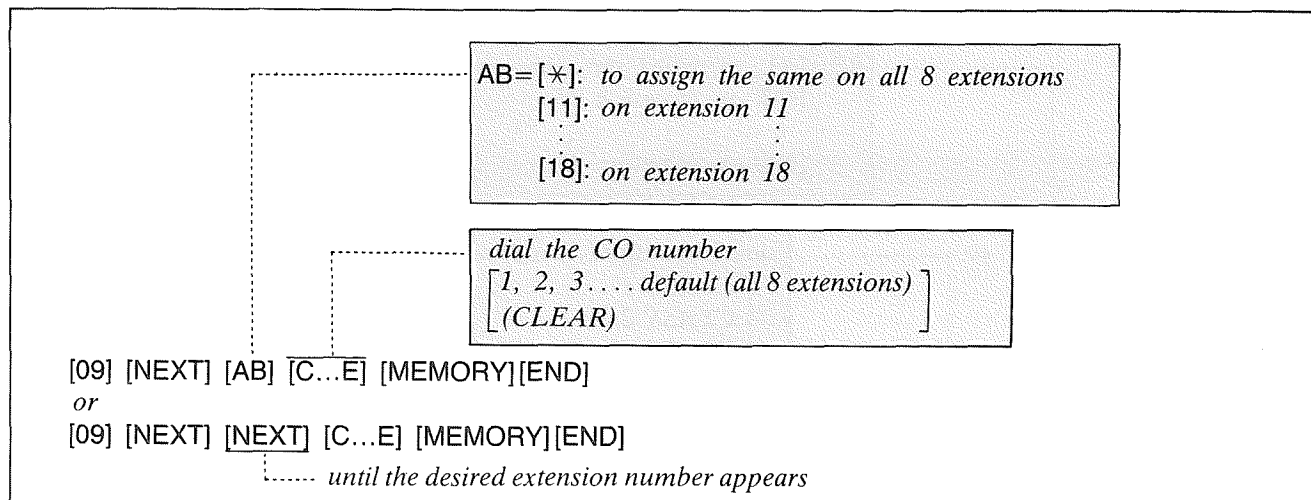 AB=[*]: to assign the same on all 8 extensions
[11]: on extension 11
[18]: on extension 18
dial the CO number
1, 2, 3.... default (all 8 extensions)
(CLEAR)
[09] [NEXT] [AB] [C...E] [MEMORY] [END]
or
[09] [NEXT] [NEXT] [C...E] [MEMORY] [END]
until the desired extension number appears